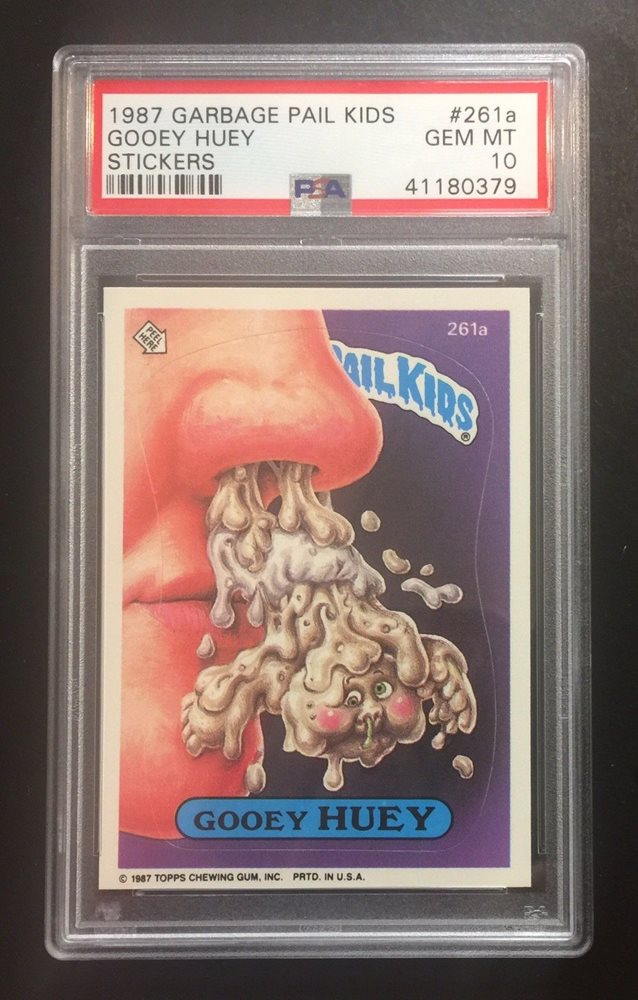 1987 GARBAGE PAIL KIDS #261a
GOOEY HUEY GEM MT
STICKERS 10
PSA 41180379
PEEL HERE
261a
AIL KIDS®
GOOEY HUEY
© 1987 TOPPS CHEWING GUM, INC. PRTD. IN U.S.A.